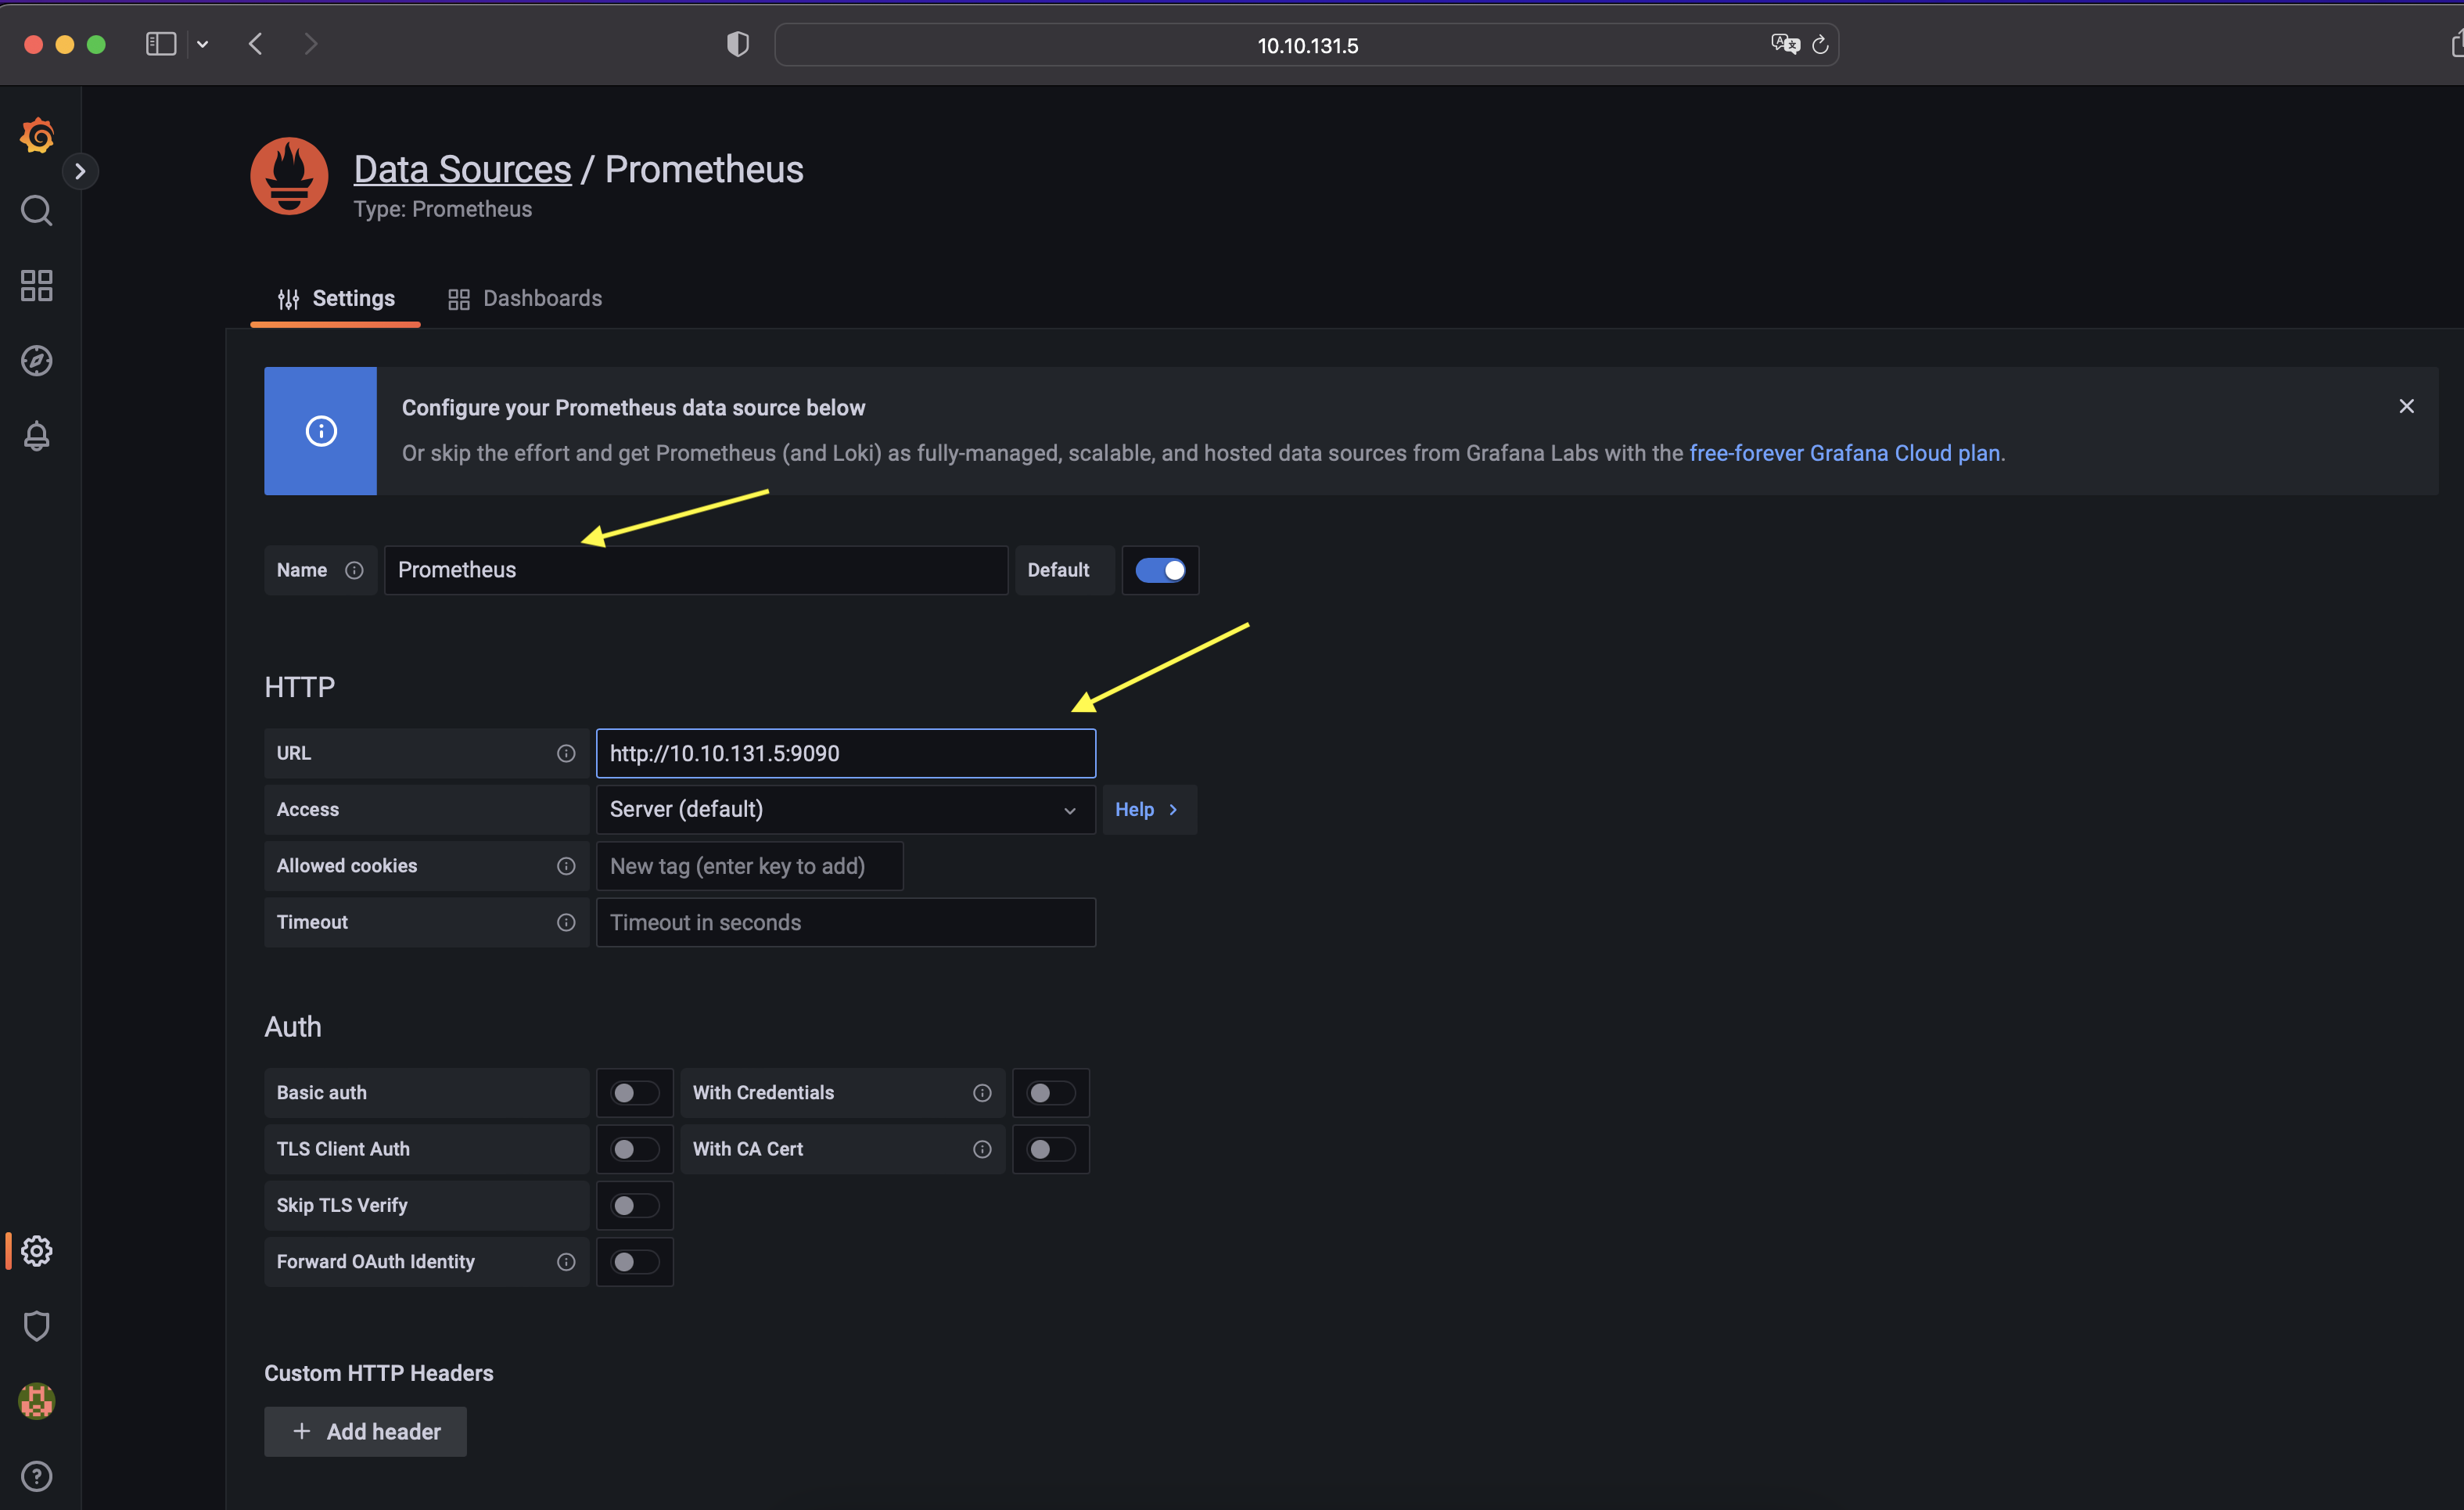 10.10.131.5
Data Sources / Prometheus
Type: Prometheus
Settings Dashboards
Configure your Prometheus data source below
Or skip the effort and get Prometheus (and Loki) as fully-managed, scalable, and hosted data sources from Grafana Labs with the free-forever Grafana Cloud plan.
Name Prometheus Default
HTTP
URL http://10.10.131.5:9090
Access Server (default) Help
Allowed cookies New tag (enter key to add)
Timeout Timeout in seconds
Auth
Basic auth With Credentials
TLS Client Auth With CA Cert
Skip TLS Verify
Forward OAuth Identity
Custom HTTP Headers
+ Add header